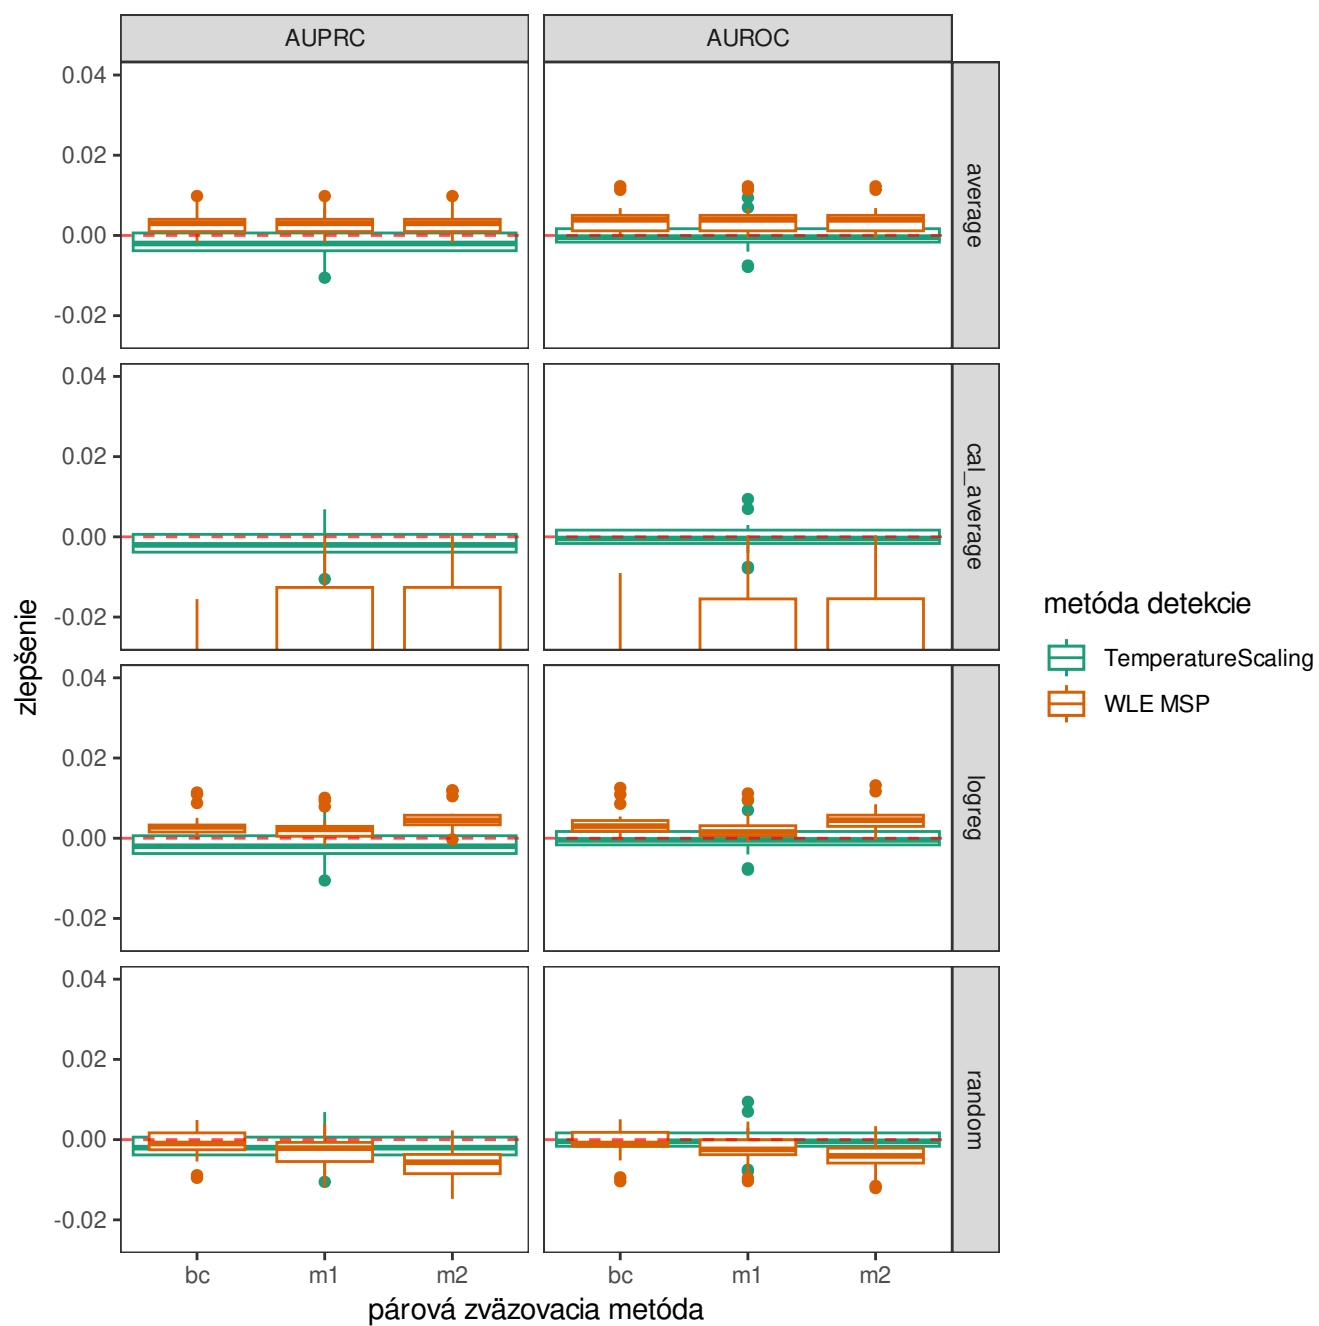 AUPRC
AUROC
0.04
0.02
0.00
-0.02
average
0.04
0.02
0.00
-0.02
cal_average
0.04
0.02
0.00
-0.02
logreg
0.04
0.02
0.00
-0.02
random
bc
m1
m2
bc
m1
m2
párová zväzovacia metóda
zlepšenie
metóda detekcie
TemperatureScaling
WLE MSP